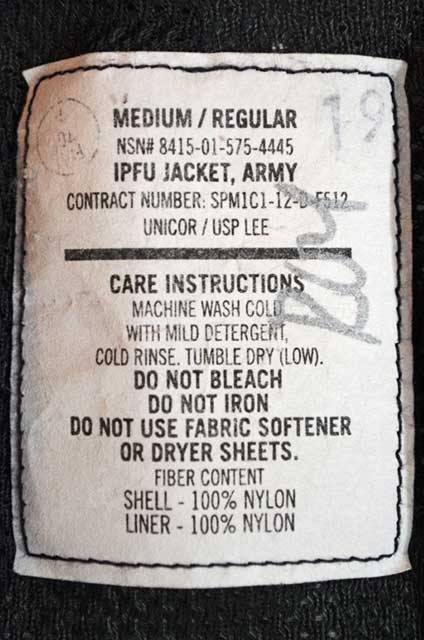 19
MEDIUM / REGULAR
NSN# 8415-01-575-4445
IPFU JACKET, ARMY
CONTRACT NUMBER: SPM1C1-12-D-F512
UNICOR / USP LEE
CARE INSTRUCTIONS
MACHINE WASH COLD
WITH MILD DETERGENT,
COLD RINSE. TUMBLE DRY (LOW).
DO NOT BLEACH
DO NOT IRON
DO NOT USE FABRIC SOFTENER
OR DRYER SHEETS.
FIBER CONTENT
SHELL - 100% NYLON
LINER - 100% NYLON